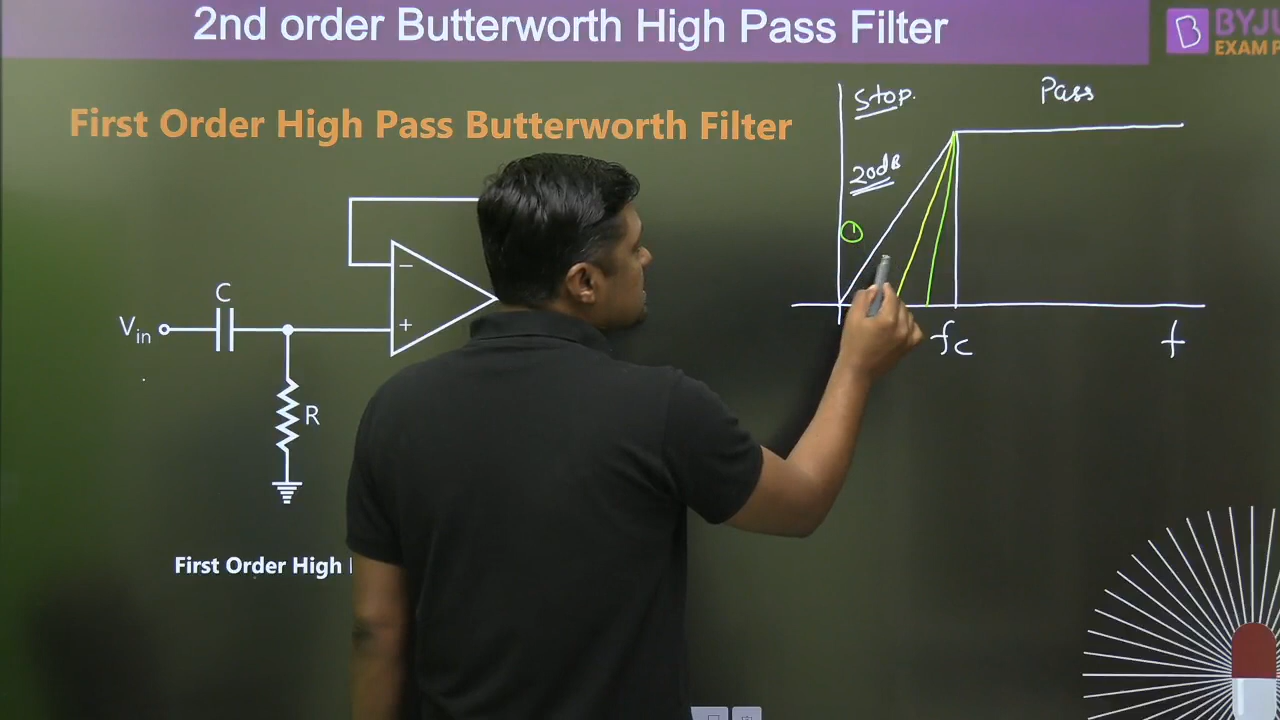 2nd order Butterworth High Pass Filter
BYJU
EXAM P
First Order High Pass Butterworth Filter
Stop.
Pass
20dB
1
C
Vin
−
+
R
fc
f
First Order High